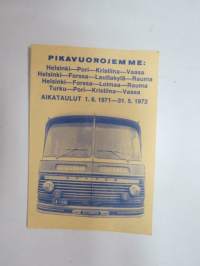 PIKAVUOROJEMME:
Helsinki—Pori—Kristiina—Vaasa
Helsinki—Forssa—Lauttakylä—Rauma
Helsinki—Forssa—Loimaa—Rauma
Turku—Pori—Kristiina—Vaasa
AIKATAULUT 1. 6. 1971—31. 5. 1972